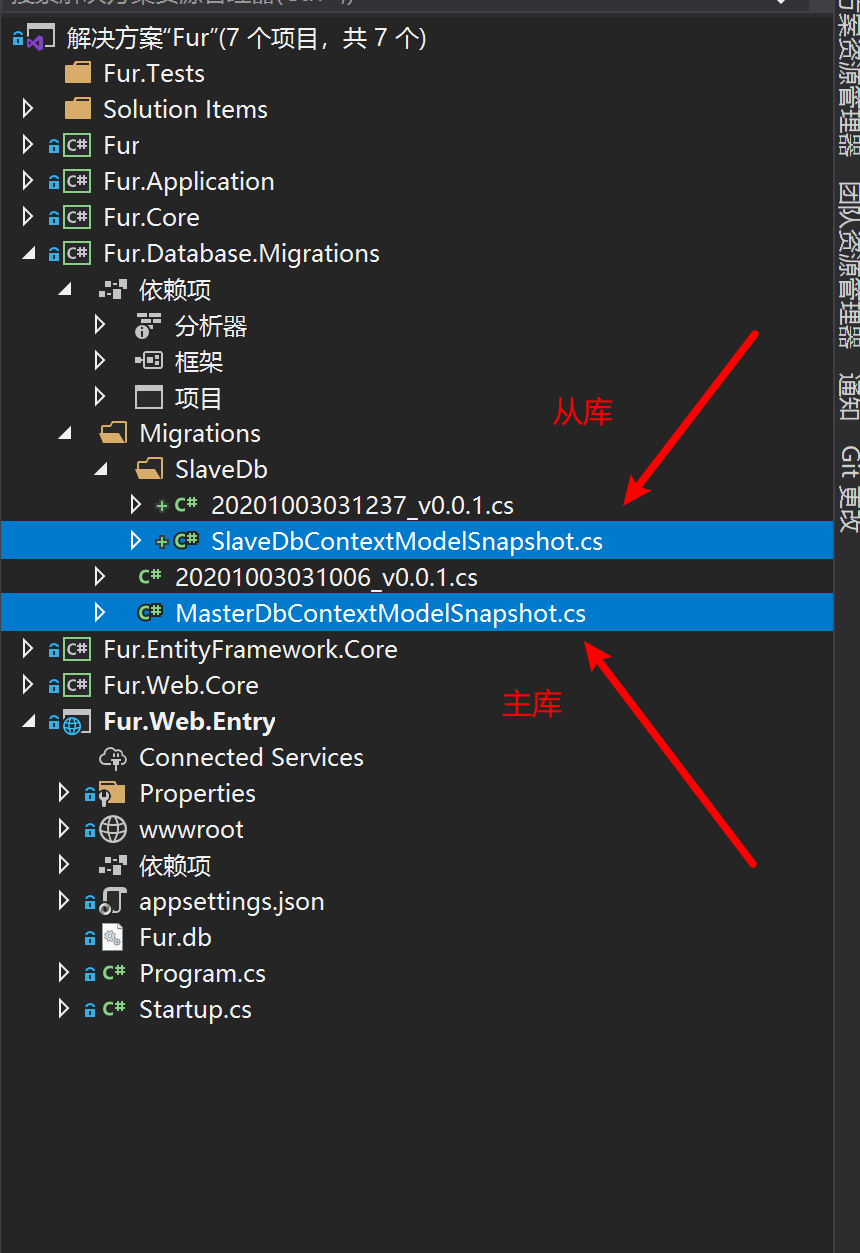 解决方案“Fur”(7 个项目，共 7 个)
Fur.Tests
Solution Items
C# Fur
C# Fur.Application
C# Fur.Core
C# Fur.Database.Migrations
依赖项
分析器
框架
项目
Migrations
SlaveDb
C# 20201003031237_v0.0.1.cs
C# SlaveDbContextModelSnapshot.cs
C# 20201003031006_v0.0.1.cs
C# MasterDbContextModelSnapshot.cs
C# Fur.EntityFramework.Core
C# Fur.Web.Core
Fur.Web.Entry
Connected Services
Properties
wwwroot
依赖项
appsettings.json
Fur.db
C# Program.cs
C# Startup.cs
从库
主库
方案资源管理器
团队资源管理器
通知
Git 更改